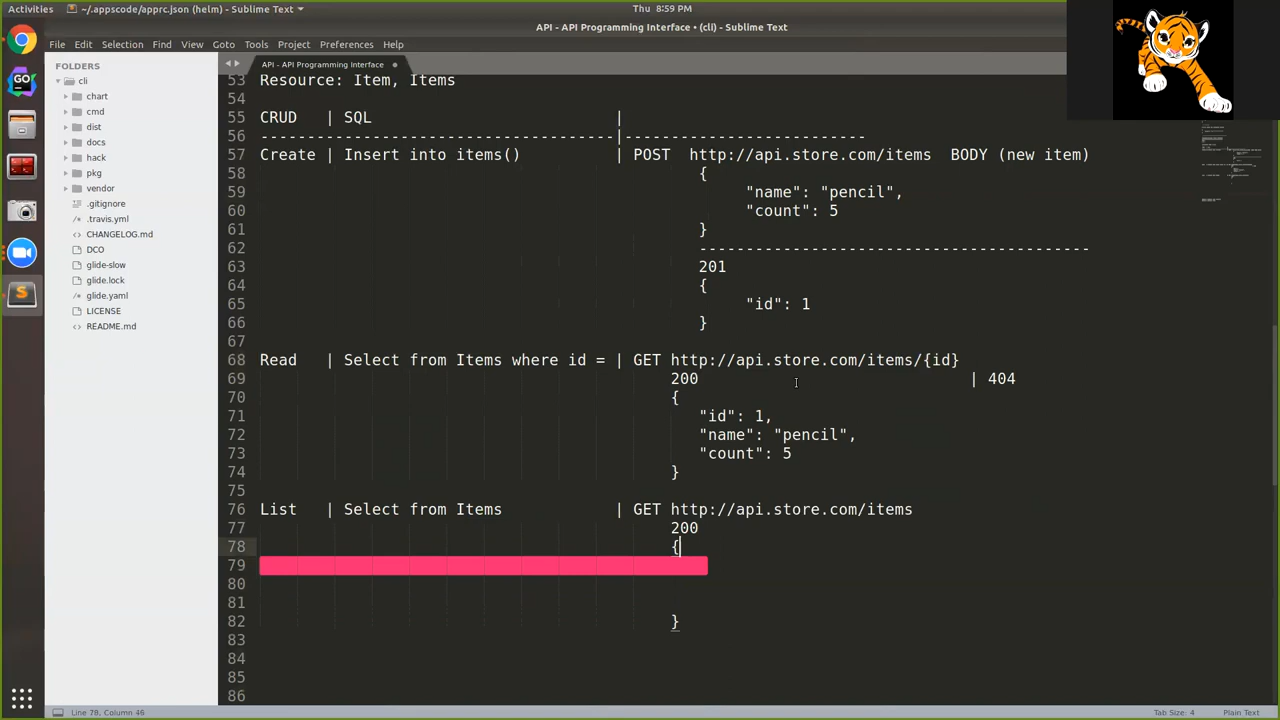 Activities
~/.appscode/apprc.json (helm) - Sublime Text
Thu 8:59 PM
API - API Programming Interface • (cli) - Sublime Text
File Edit Selection Find View Goto Tools Project Preferences Help
FOLDERS
cli
chart
cmd
dist
docs
hack
pkg
vendor
.gitignore
.travis.yml
CHANGELOG.md
DCO
glide-slow
glide.lock
glide.yaml
LICENSE
README.md
API - API Programming Interface
53 Resource: Item, Items
54
55 CRUD | SQL |
56 --------------------------------------|--------------------------
57 Create | Insert into items() | POST http://api.store.com/items BODY (new item)
58 {
59 "name": "pencil",
60 "count": 5
61 }
62 ------------------------------------------
63 201
64 {
65 "id": 1
66 }
67
68 Read | Select from Items where id = | GET http://api.store.com/items/{id}
69 200 | 404
70 {
71 "id": 1,
72 "name": "pencil",
73 "count": 5
74 }
75
76 List | Select from Items | GET http://api.store.com/items
77 200
78 {
79
80
81
82 }
83
84
85
86
Line 78, Column 46
Tab Size: 4
Plain Text
GO